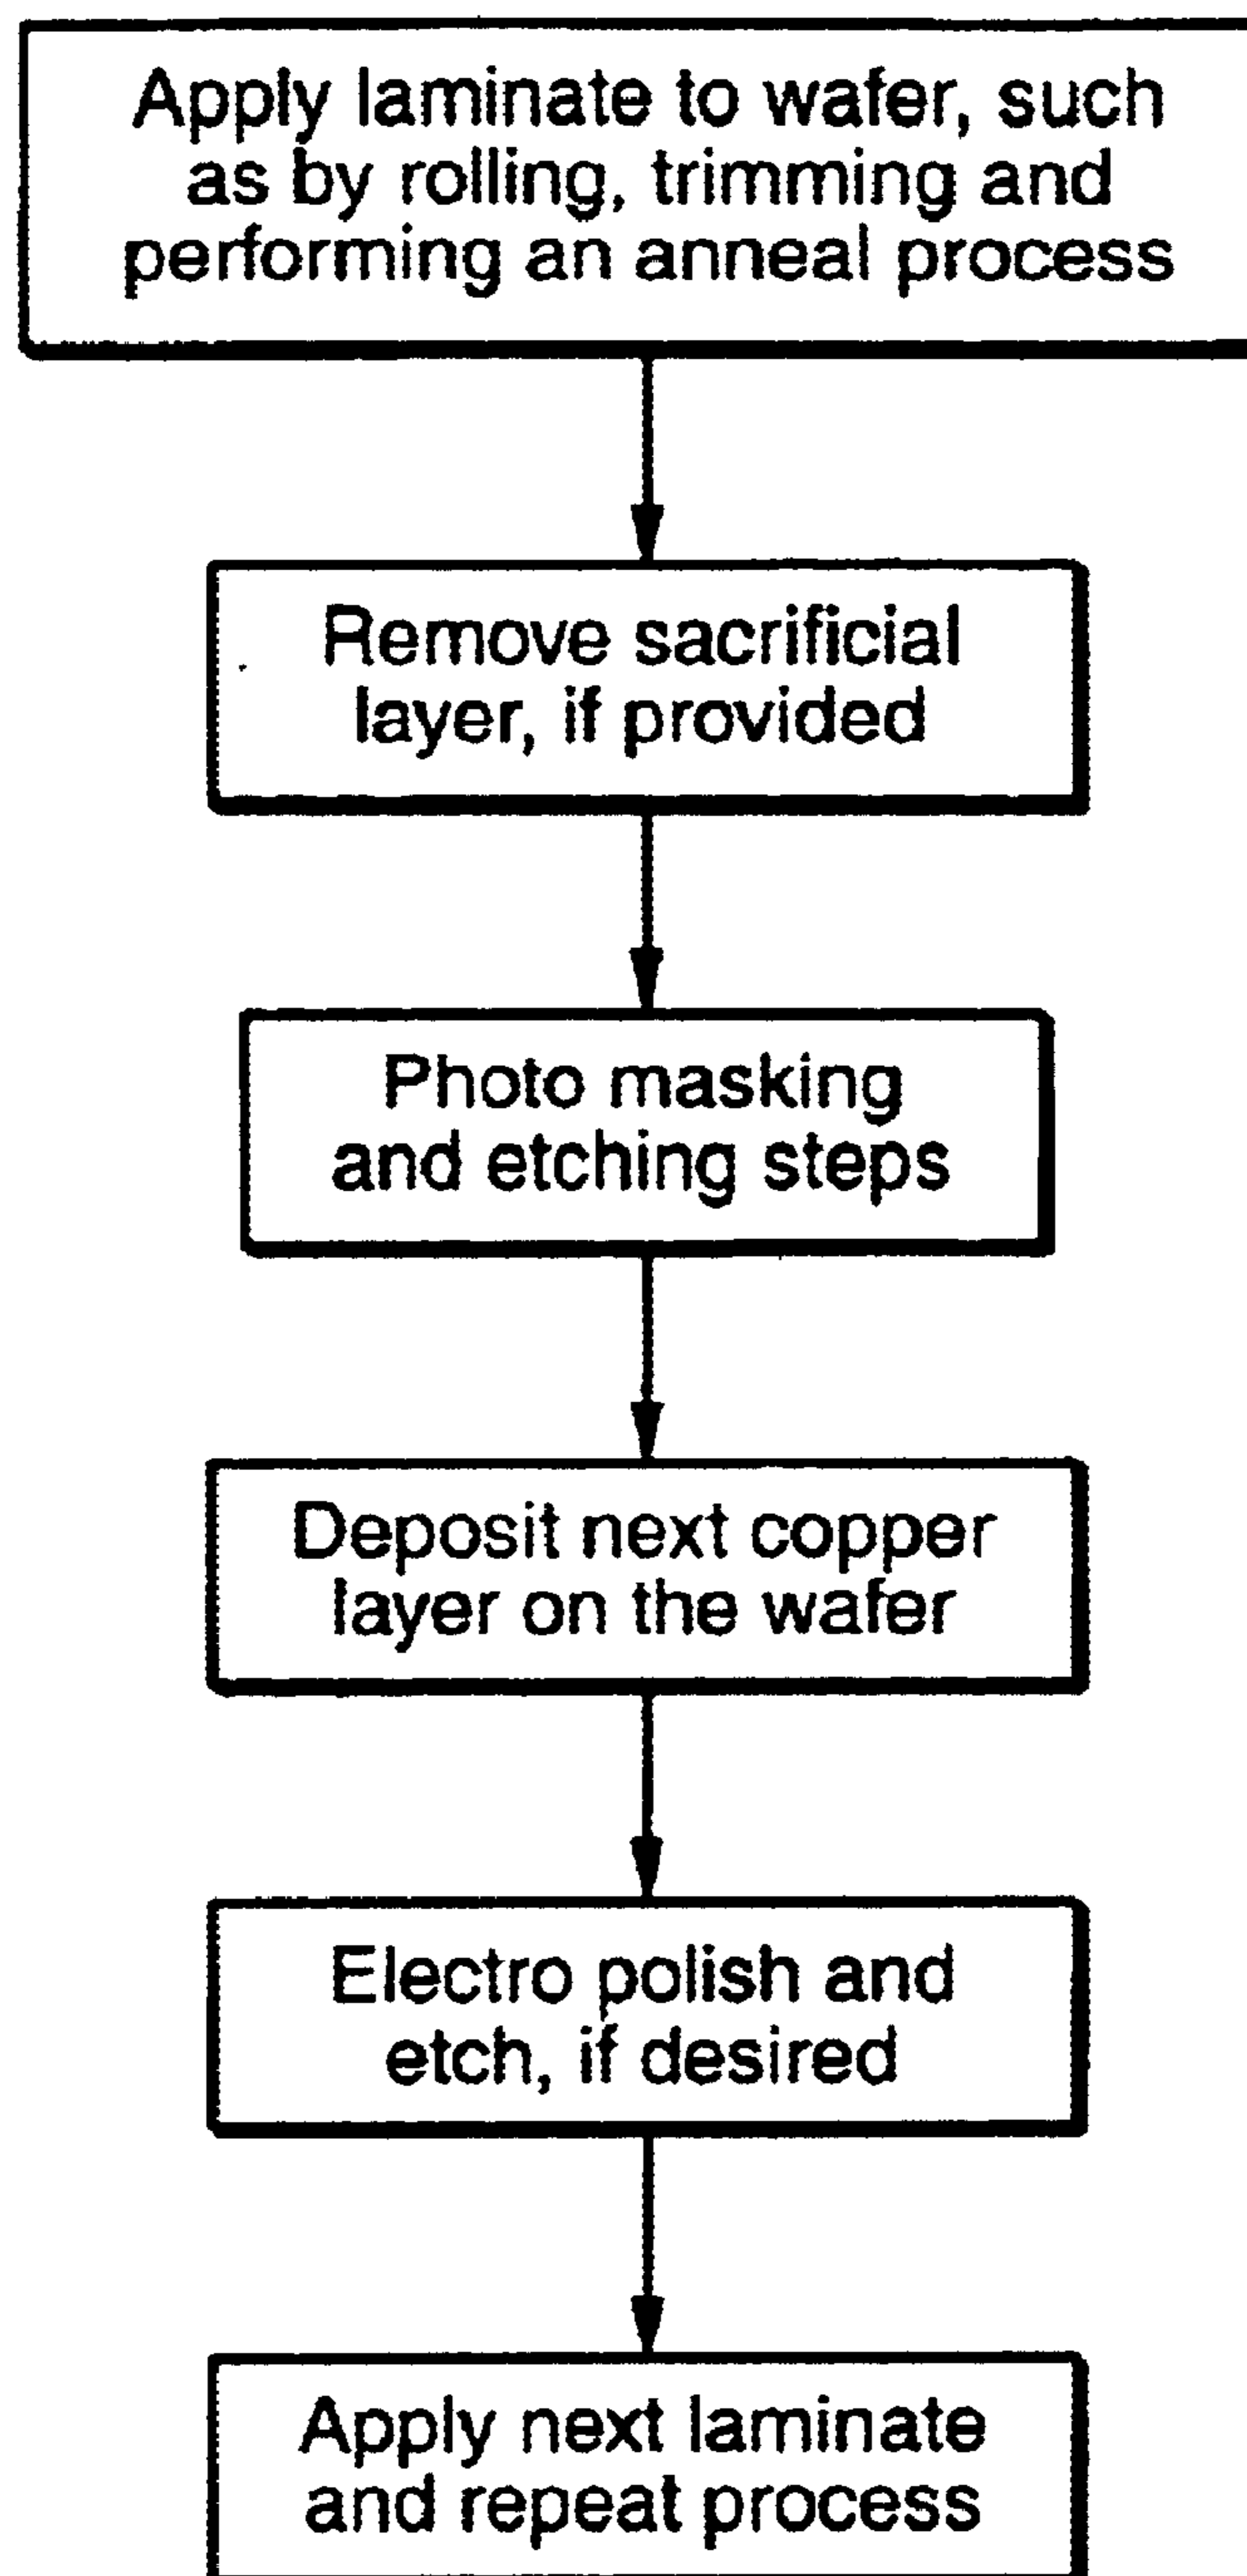 Apply laminate to wafer, such
as by rolling, trimming and
performing an anneal process
Remove sacrificial
layer, if provided
Photo masking
and etching steps
Deposit next copper
layer on the wafer
Electro polish and
etch, if desired
Apply next laminate
and repeat process